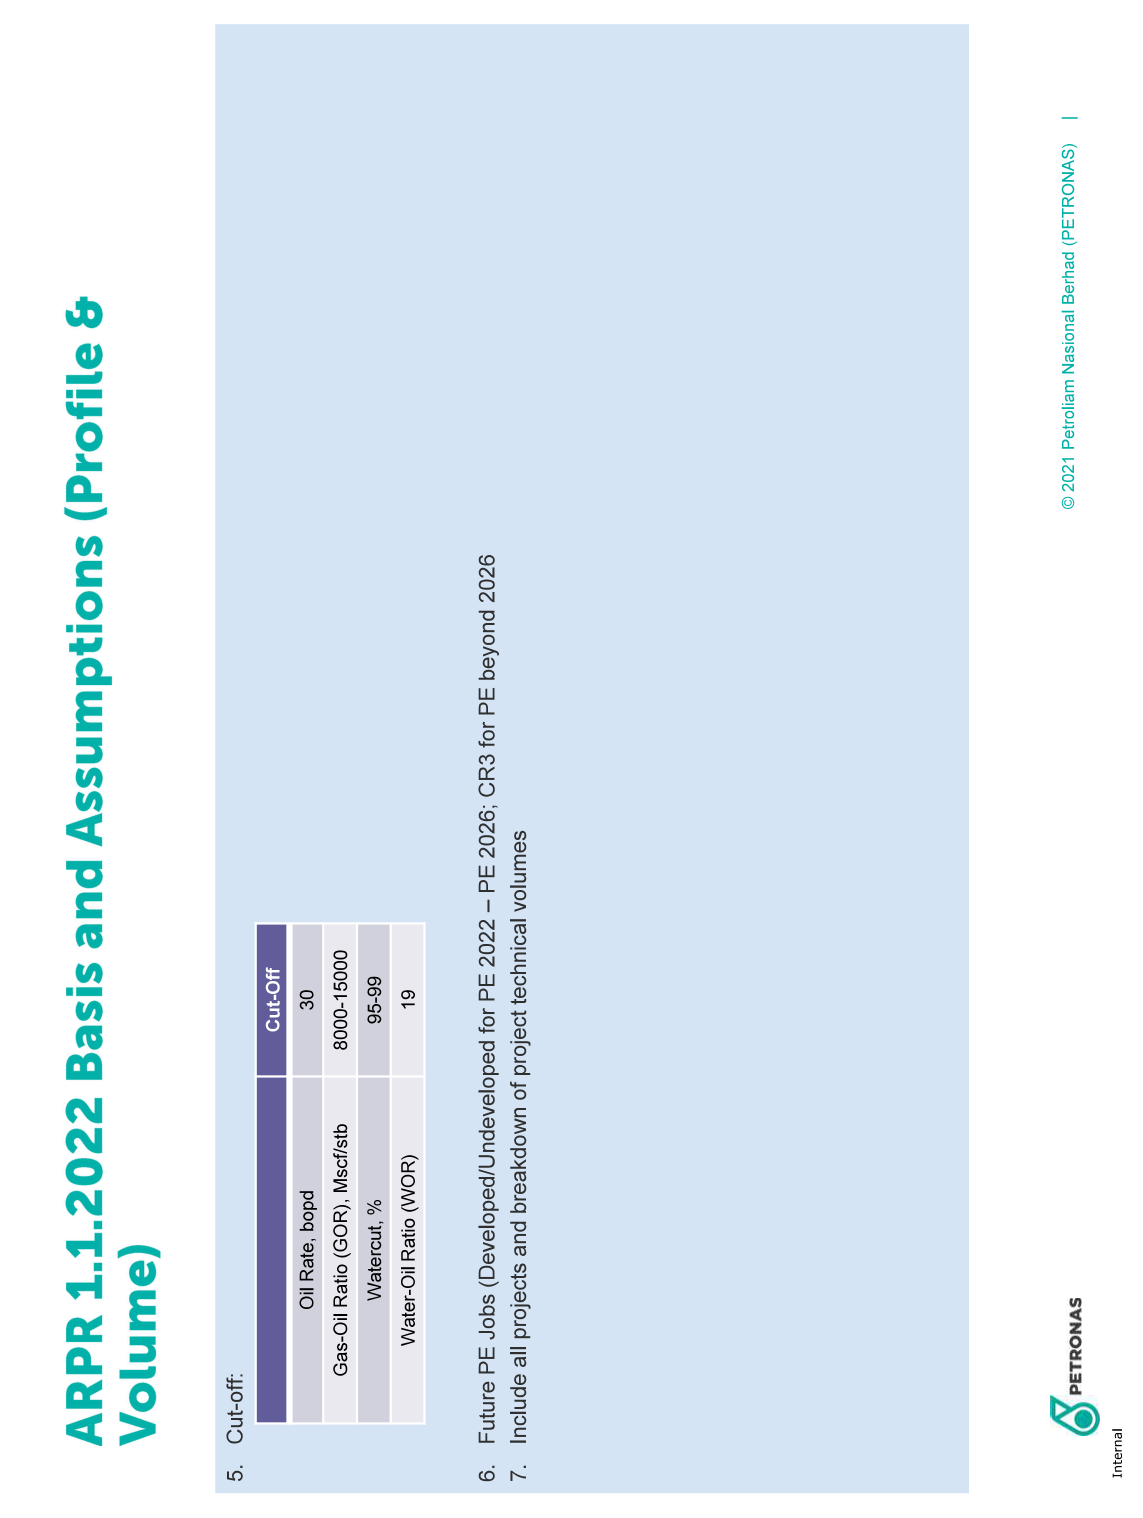 ARPR 1.1.2022 Basis and Assumptions (Profile &
Volume)
5. Cut-off:
Cut-Off
Oil Rate, bopd 30
Gas-Oil Ratio (GOR), Mscf/stb 8000-15000
Watercut, % 95-99
Water-Oil Ratio (WOR) 19
6. Future PE Jobs (Developed/Undeveloped for PE 2022 – PE 2026; CR3 for PE beyond 2026
7. Include all projects and breakdown of project technical volumes
PETRONAS
© 2021 Petroliam Nasional Berhad (PETRONAS) |
Internal